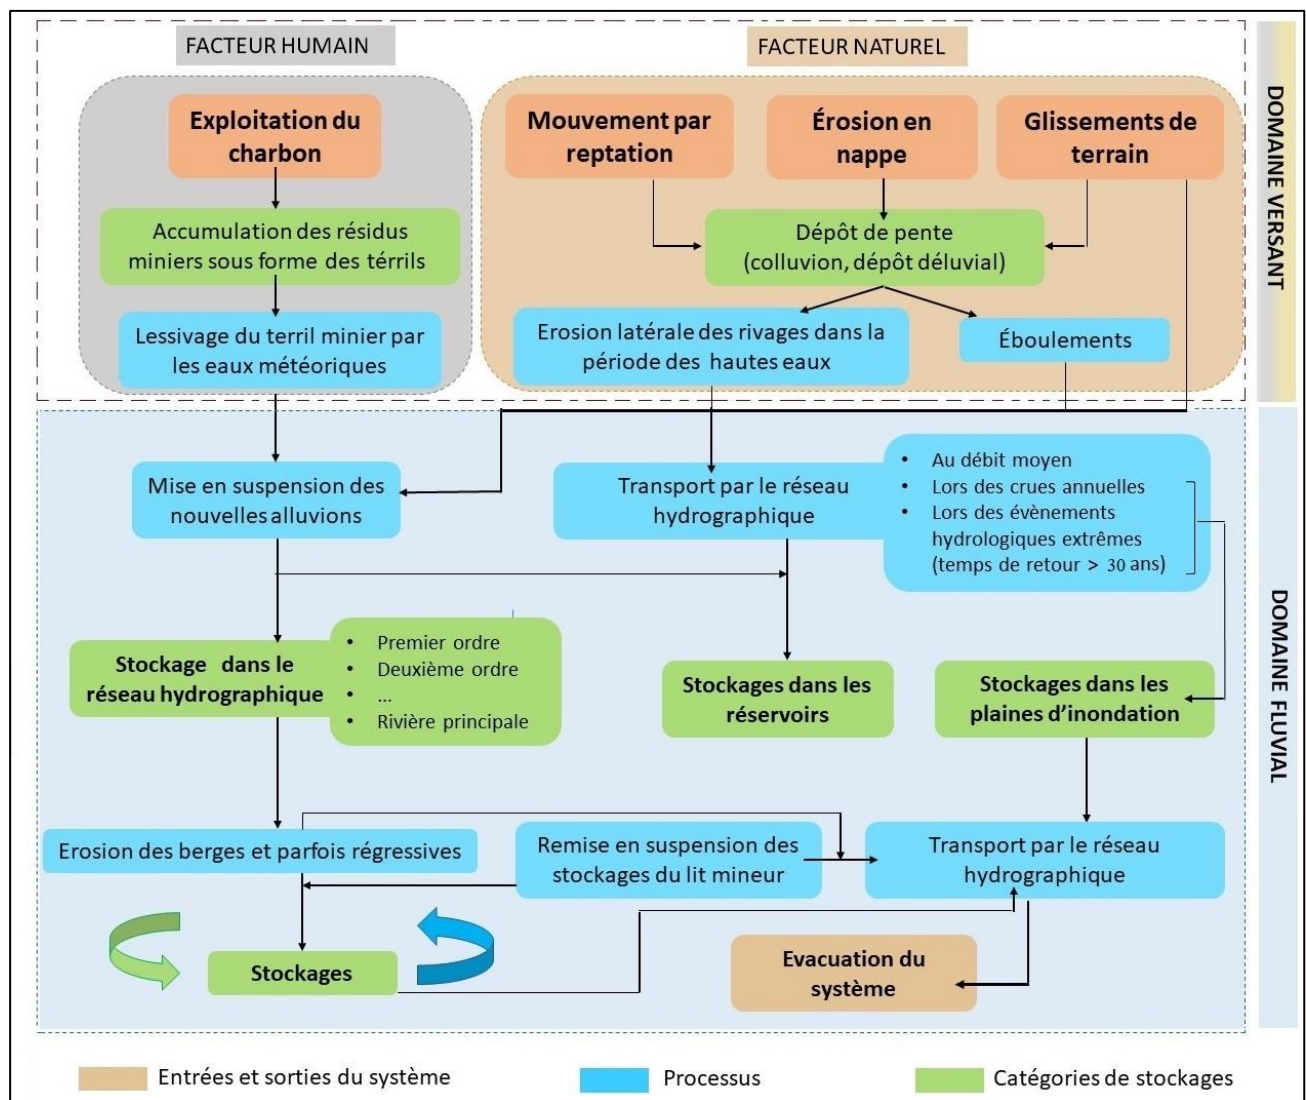 FACTEUR HUMAIN
FACTEUR NATUREL
Exploitation du
charbon
Mouvement par
reptation
Érosion en
nappe
Glissements de
terrain
DOMAINE VERSANT
Accumulation des résidus
miniers sous forme des térrils
Dépôt de pente
(colluvion, dépôt déluvial)
Lessivage du terril minier par
les eaux météoriques
Erosion latérale des rivages dans la
période des hautes eaux
Éboulements
Mise en suspension des
nouvelles alluvions
Transport par le réseau
hydrographique
• Au débit moyen
• Lors des crues annuelles
• Lors des évènements
hydrologiques extrêmes
(temps de retour > 30 ans)
DOMAINE FLUVIAL
Stockage dans le
réseau hydrographique
• Premier ordre
• Deuxième ordre
• ...
• Rivière principale
Stockages dans les
réservoirs
Stockages dans les
plaines d'inondation
Erosion des berges et parfois régressives
Remise en suspension des
stockages du lit mineur
Transport par le réseau
hydrographique
Stockages
Evacuation du
système
Entrées et sorties du système
Processus
Catégories de stockages